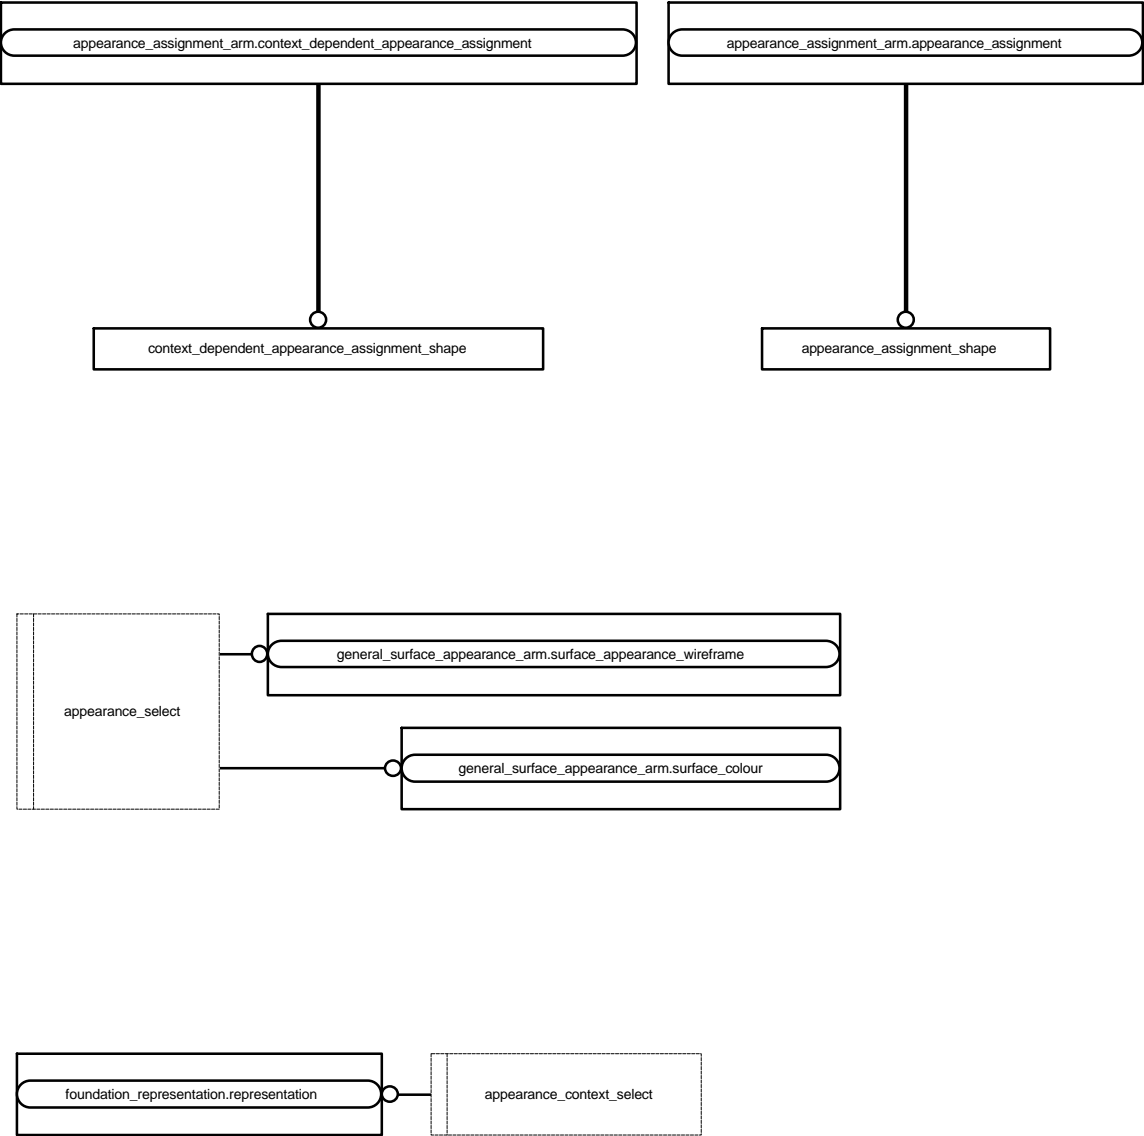 appearance_assignment_arm.context_dependent_appearance_assignment
appearance_assignment_arm.appearance_assignment
context_dependent_appearance_assignment_shape
appearance_assignment_shape
general_surface_appearance_arm.surface_appearance_wireframe
appearance_select
general_surface_appearance_arm.surface_colour
foundation_representation.representation
appearance_context_select